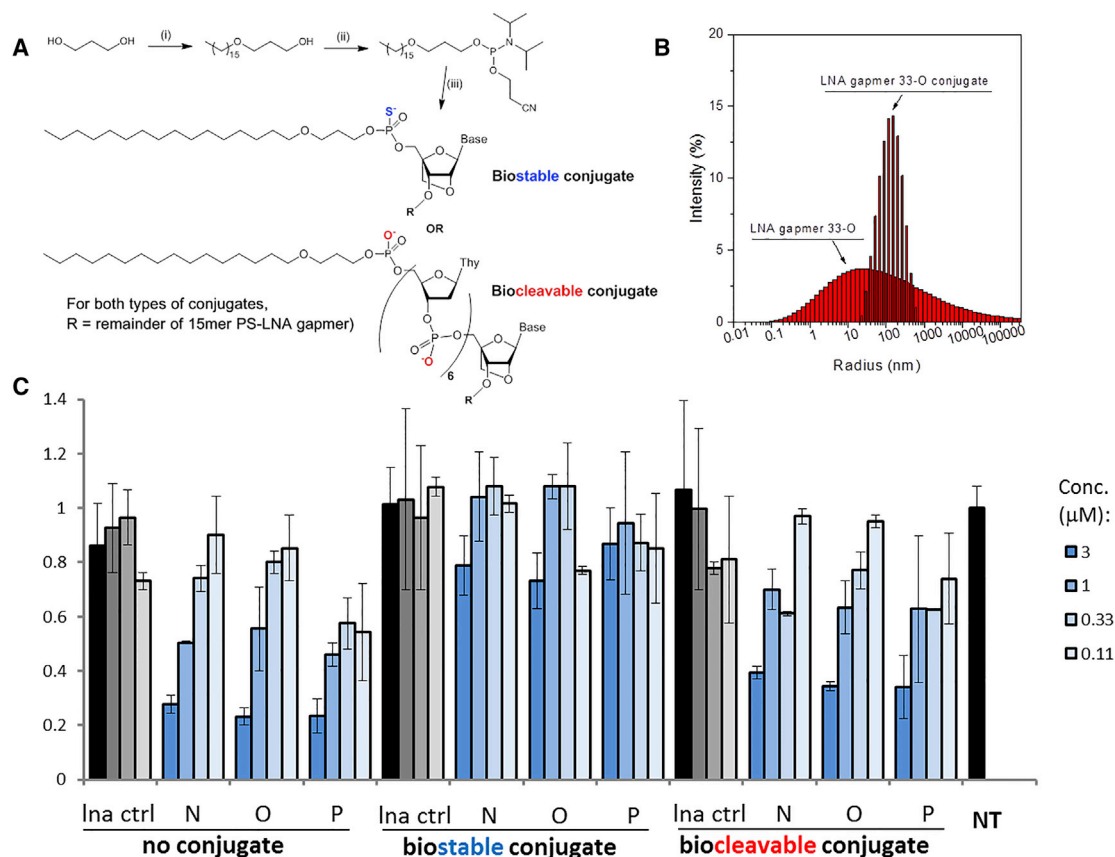 A
HO
OH
(i)
15
O
OH
(ii)
15
O
O
P
N
O
CN
(iii)
S-
O
O
P
O
O
Base
O
O
R
Biostable conjugate
OR
O-
O
O
P
O
O
Thy
O
Biocleavable conjugate
For both types of conjugates,
R = remainder of 15mer PS-LNA gapmer)
O
O
P
O
-O
Base
O
O
O
6
R
B
20
15
10
5
0
Intensity (%)
LNA gapmer 33-O conjugate
LNA gapmer 33-O
0.01
0.1
1
10
100
1000
10000
100000
Radius (nm)
C
1.4
1.2
1
0.8
0.6
0.4
0.2
0
Conc.
(μM):
3
1
0.33
0.11
lna ctrl N O P
no conjugate
lna ctrl N O P
biostable conjugate
lna ctrl N O P
biocleavable conjugate
NT